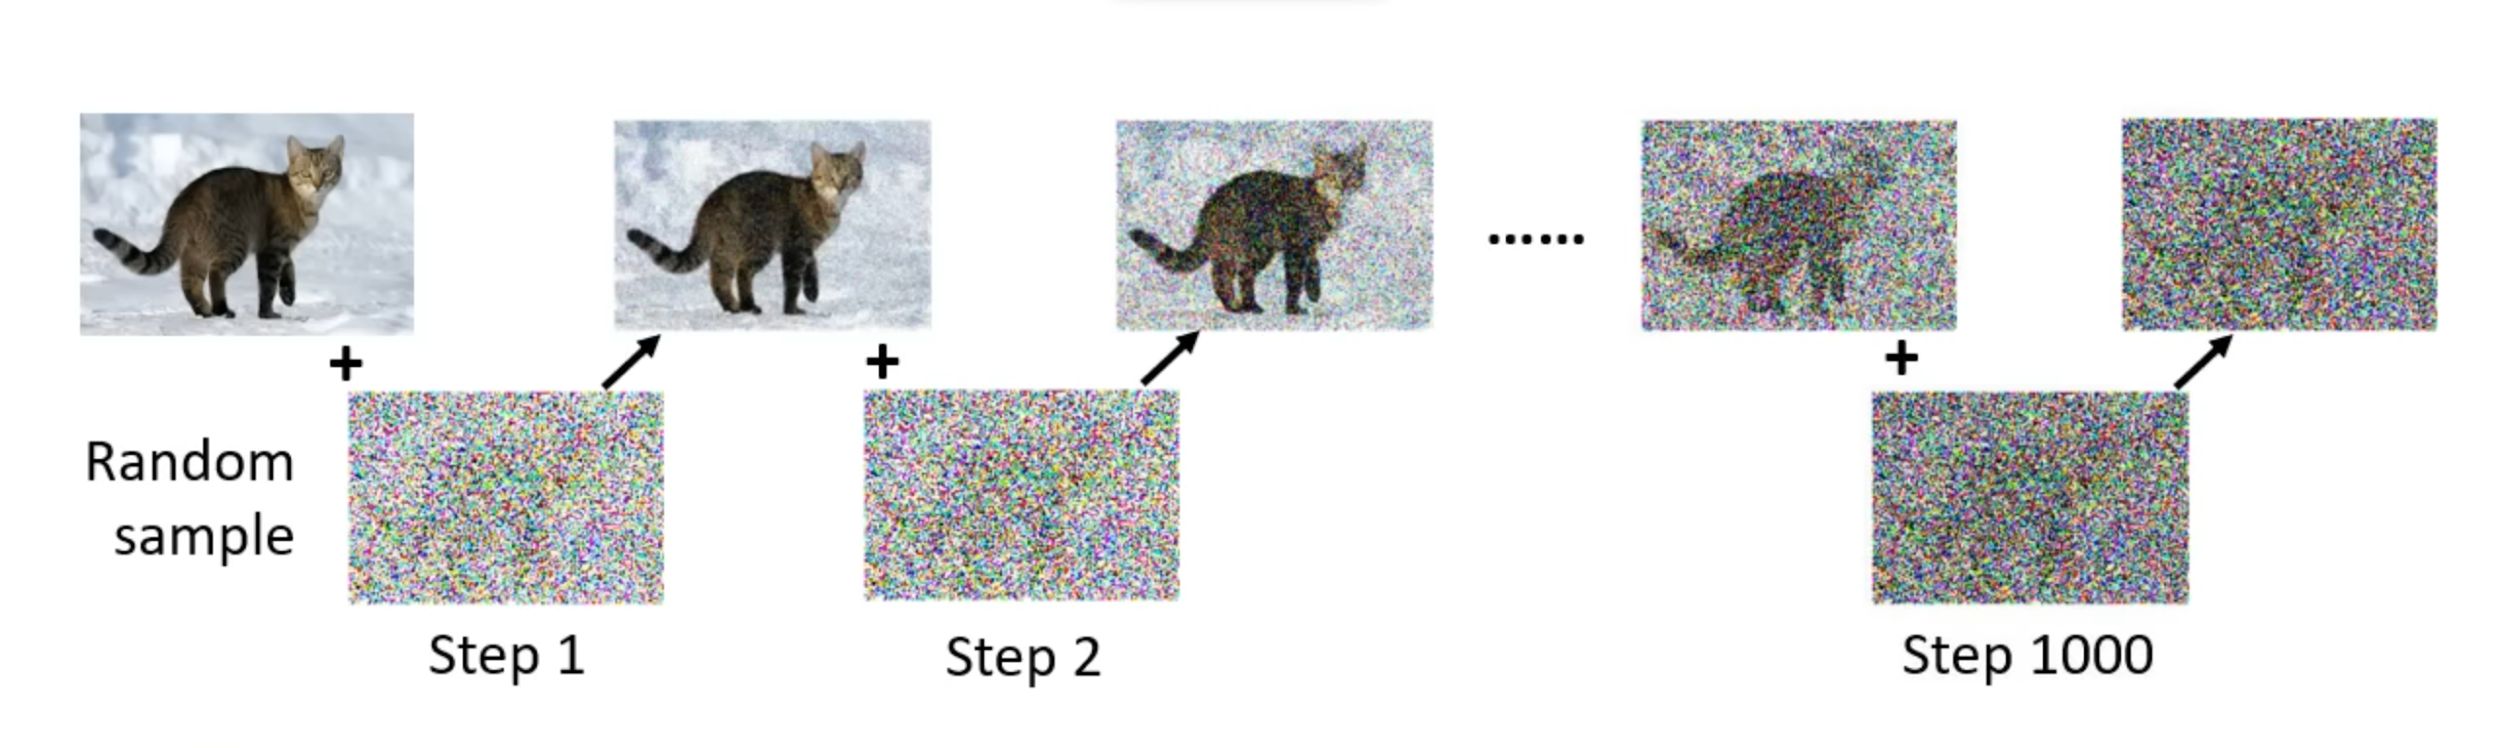 +
+
......
+
Random
sample
Step 1
Step 2
Step 1000